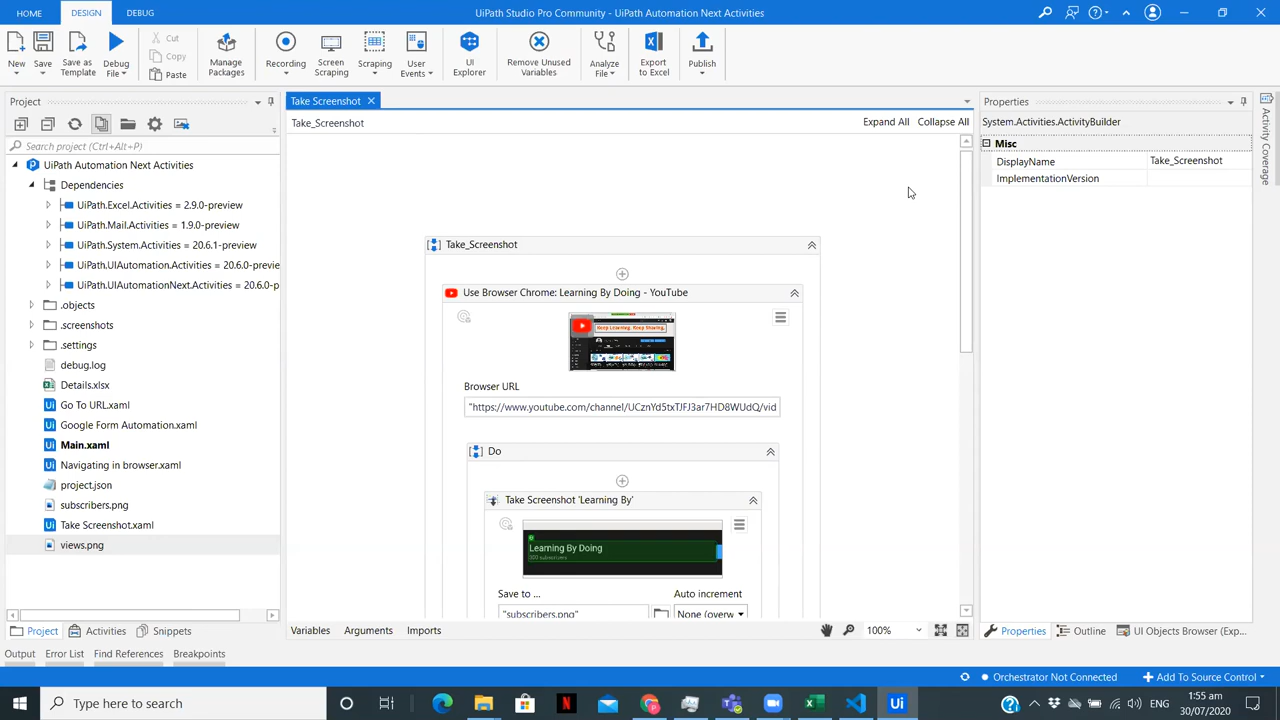 HOME DESIGN DEBUG UiPath Studio Pro Community - UiPath Automation Next Activities
New Save Save as Template Debug File Cut Copy Paste Manage Packages Recording Screen Scraping Scraping User Events UI Explorer Remove Unused Variables Analyze File Export to Excel Publish
Project
Search project (Ctrl+Alt+P)
UiPath Automation Next Activities
Dependencies
UiPath.Excel.Activities = 2.9.0-preview
UiPath.Mail.Activities = 1.9.0-preview
UiPath.System.Activities = 20.6.1-preview
UiPath.UIAutomation.Activities = 20.6.0-previe
UiPath.UIAutomationNext.Activities = 20.6.0-p
.objects
.screenshots
.settings
debug.log
Details.xlsx
Go To URL.xaml
Google Form Automation.xaml
Main.xaml
Navigating in browser.xaml
project.json
subscribers.png
Take Screenshot.xaml
views.png
Project Activities Snippets
Take Screenshot
Take_Screenshot Expand All Collapse All
Take_Screenshot
Use Browser Chrome: Learning By Doing - YouTube
Keep Learning, Keep Sharing,
Browser URL
"https://www.youtube.com/channel/UCznYd5txTJFJ3ar7HD8WUdQ/vid
Do
Take Screenshot 'Learning By'
Learning By Doing
Save to ... Auto increment
"subscribers.png" None (overw
Variables Arguments Imports 100%
Properties
System.Activities.ActivityBuilder
Misc
DisplayName Take_Screenshot
ImplementationVersion
Activity Coverage
Properties Outline UI Objects Browser (Exp...
Output Error List Find References Breakpoints
Orchestrator Not Connected Add To Source Control
Type here to search
ENG
1:55 am
30/07/2020